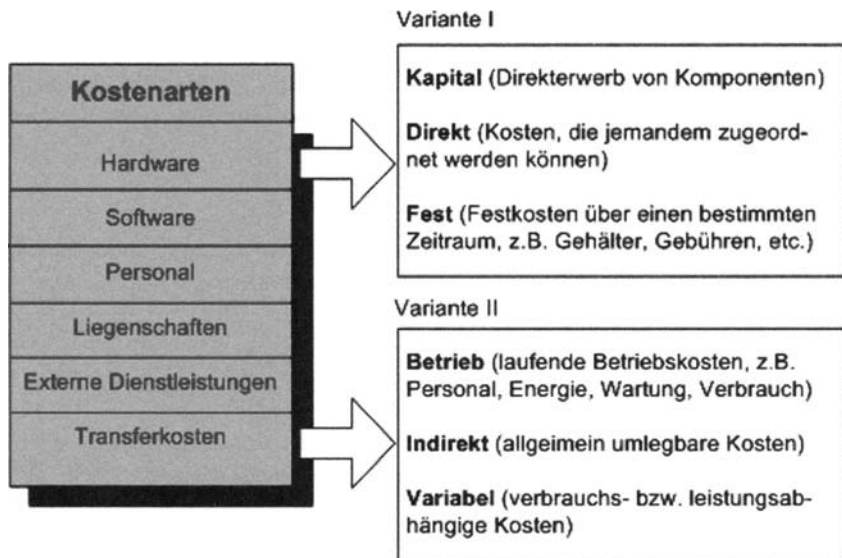 Kostenarten
Hardware
Software
Personal
Liegenschaften
Externe Dienstleistungen
Transferkosten
Variante I
Kapital (Direkterwerb von Komponenten)
Direkt (Kosten, die jemandem zugeord-
net werden können)
Fest (Festkosten über einen bestimmten
Zeitraum, z.B. Gehälter, Gebühren, etc.)
Variante II
Betrieb (laufende Betriebskosten, z.B.
Personal, Energie, Wartung, Verbrauch)
Indirekt (allgeimein umlegbare Kosten)
Variabel (verbrauchs- bzw. leistungsab-
hängige Kosten)